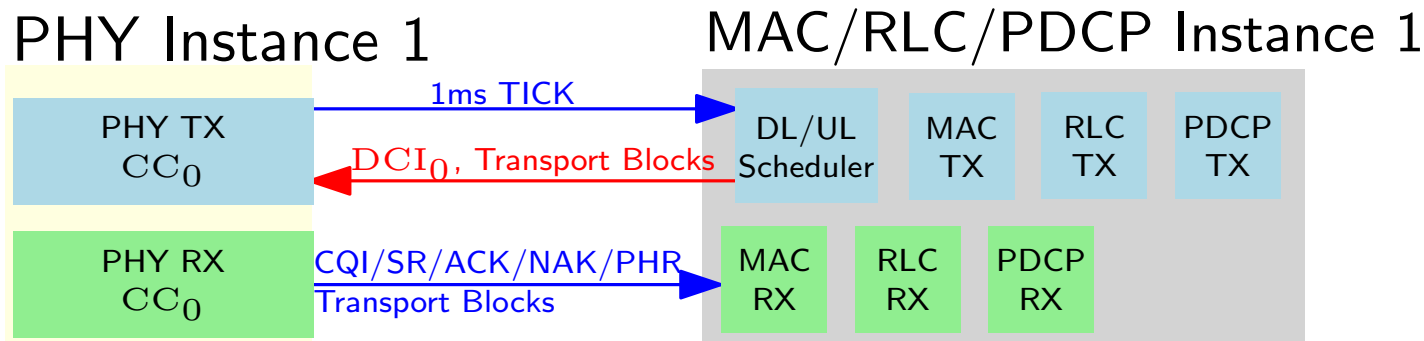 PHY Instance 1
MAC/RLC/PDCP Instance 1
PHY TX
CC₀
1ms TICK
DCI₀, Transport Blocks
DL/UL
Scheduler
MAC
TX
RLC
TX
PDCP
TX
PHY RX
CC₀
CQI/SR/ACK/NAK/PHR
Transport Blocks
MAC
RX
RLC
RX
PDCP
RX